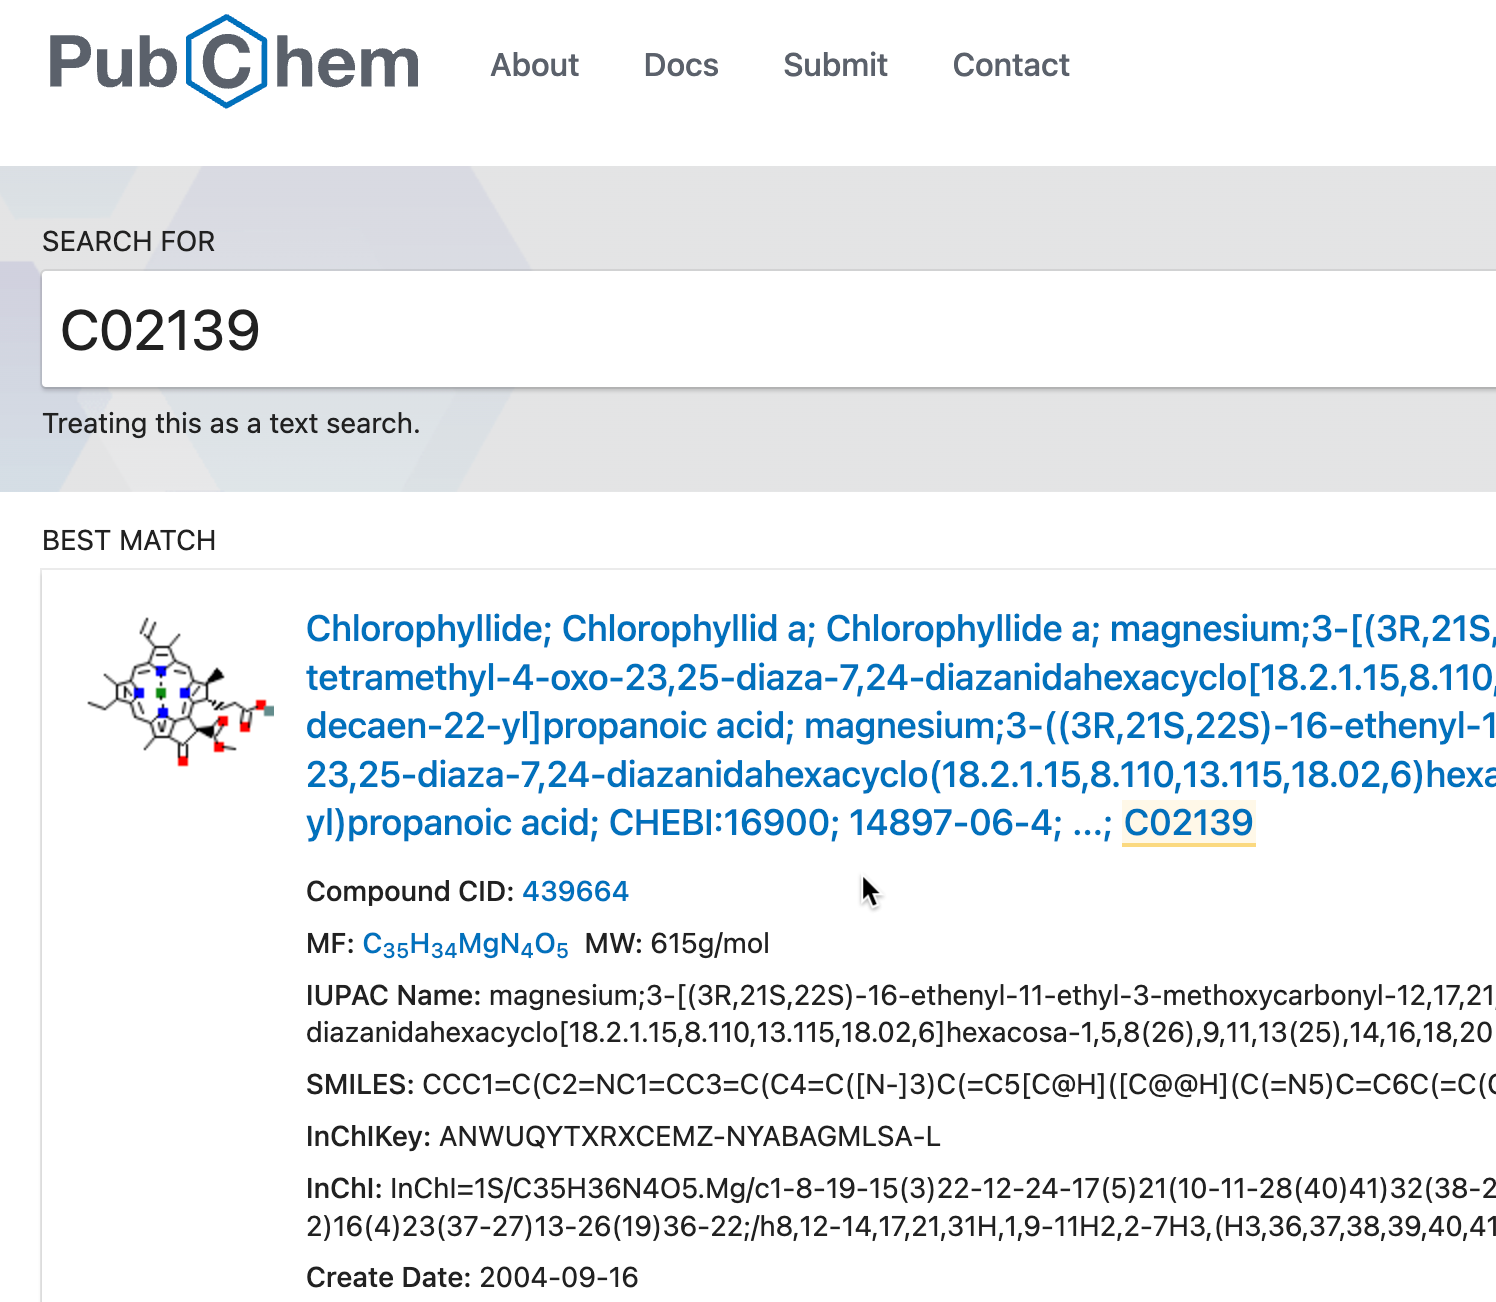 PubChem About Docs Submit Contact
SEARCH FOR
C02139
Treating this as a text search.
BEST MATCH
Chlorophyllide; Chlorophyllid a; Chlorophyllide a; magnesium;3-[(3R,21S,
tetramethyl-4-oxo-23,25-diaza-7,24-diazanidahexacyclo[18.2.1.15,8.110,
decaen-22-yl]propanoic acid; magnesium;3-((3R,21S,22S)-16-ethenyl-1
23,25-diaza-7,24-diazanidahexacyclo(18.2.1.15,8.110,13.115,18.02,6)hexa
yl)propanoic acid; CHEBI:16900; 14897-06-4; ...; C02139
Compound CID: 439664
MF: C₃₅H₃₄MgN₄O₅ MW: 615g/mol
IUPAC Name: magnesium;3-[(3R,21S,22S)-16-ethenyl-11-ethyl-3-methoxycarbonyl-12,17,21,
diazanidahexacyclo[18.2.1.15,8.110,13.115,18.02,6]hexacosa-1,5,8(26),9,11,13(25),14,16,18,20
SMILES: CCC1=C(C2=NC1=CC3=C(C4=C([N-]3)C(=C5[C@H]([C@@H](C(=N5)C=C6C(=C(C
InChIKey: ANWUQYTXRXCEMZ-NYABAGMLSA-L
InChI: InChI=1S/C35H36N4O5.Mg/c1-8-19-15(3)22-12-24-17(5)21(10-11-28(40)41)32(38-2
2)16(4)23(37-27)13-26(19)36-22;/h8,12-14,17,21,31H,1,9-11H2,2-7H3,(H3,36,37,38,39,40,41
Create Date: 2004-09-16